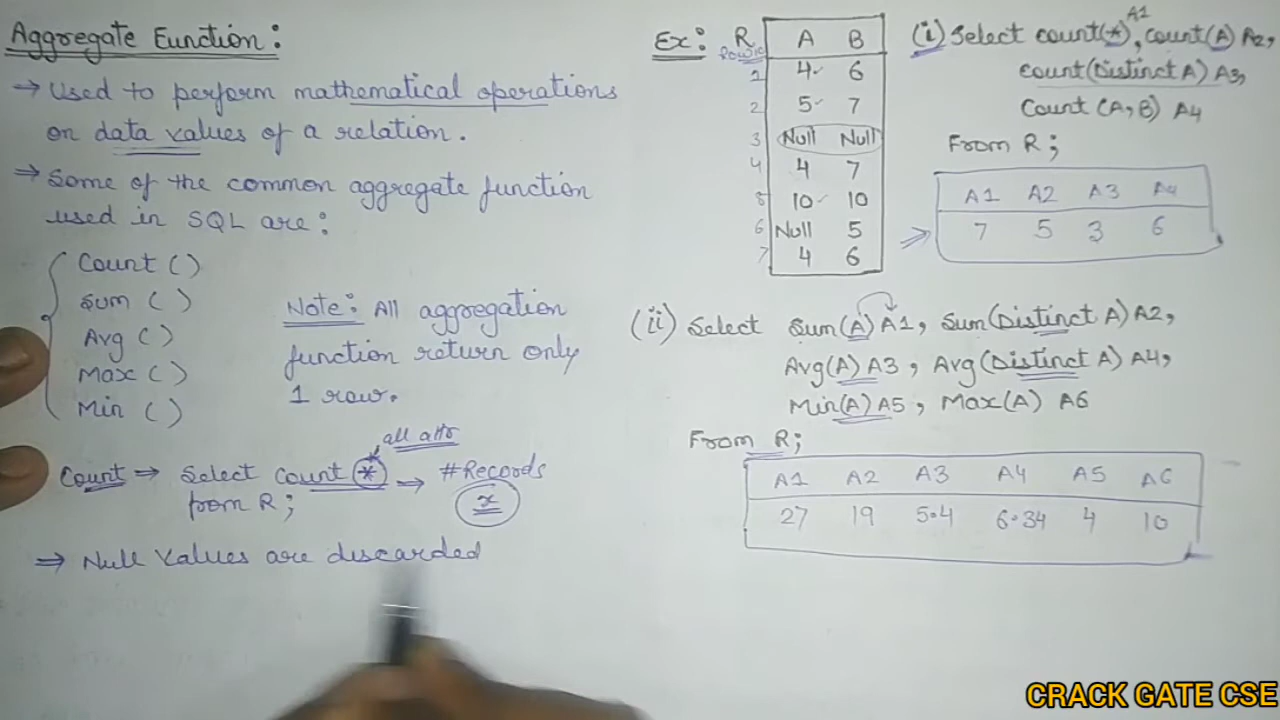 Aggregate Function:
→ Used to perform mathematical operations
on data values of a relation.
→ Some of the common aggregate function
used in SQL are:
Count ( )
Sum ( )
Avg ( )
Max ( )
Min ( )
Note: All aggregation
function return only
1 row.
all attr
Count ⇒ Select Count (*) → #Records
from R; x
⇒ Null values are discarded
Ex: R
A B
1 4 6
2 5 7
3 Null Null
4 4 7
10 10
6 Null 5
7 4 6
(i) Select count(*) A1, count(A) A2,
count(Distinct A) A3,
Count (A,B) A4
From R;
A1 A2 A3 A4
7 5 3 6
(ii) Select Sum(A) A1, Sum(Distinct A) A2,
Avg(A) A3, Avg(Distinct A) A4,
Min(A) A5, Max(A) A6
From R;
A1 A2 A3 A4 A5 A6
27 19 5.4 6.34 4 10
CRACK GATE CSE